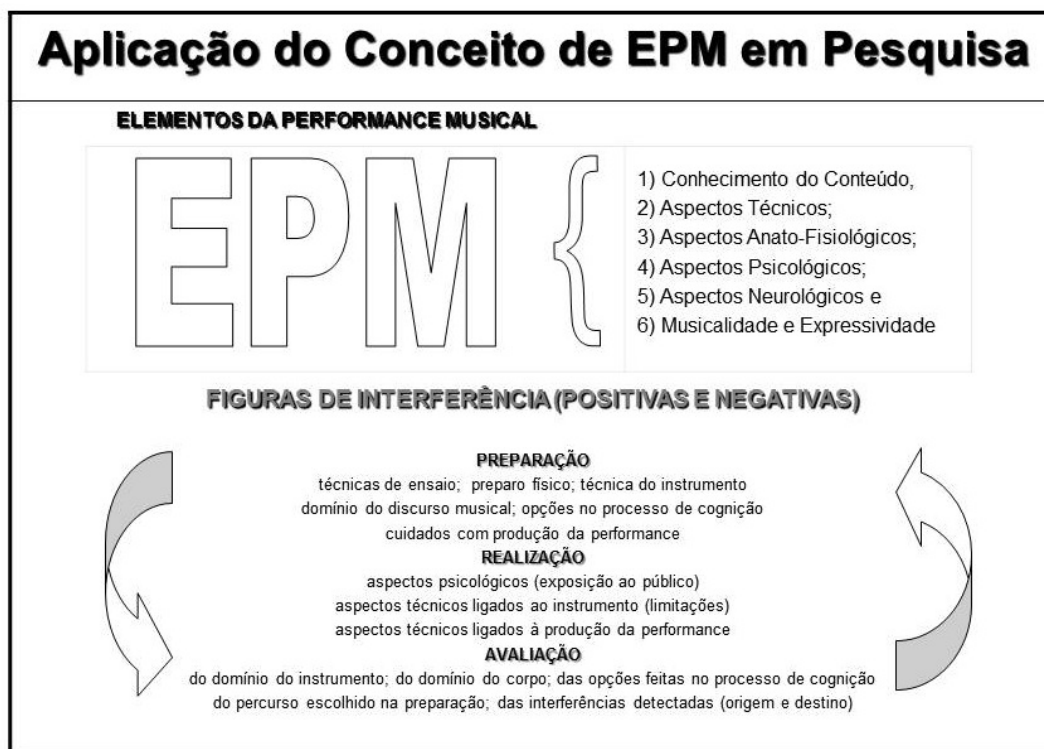 Aplicação do Conceito de EPM em Pesquisa
ELEMENTOS DA PERFORMANCE MUSICAL
EPM {
1) Conhecimento do Conteúdo,
2) Aspectos Técnicos;
3) Aspectos Anato-Fisiológicos;
4) Aspectos Psicológicos;
5) Aspectos Neurológicos e
6) Musicalidade e Expressividade
FIGURAS DE INTERFERÊNCIA (POSITIVAS E NEGATIVAS)
PREPARAÇÃO
técnicas de ensaio; preparo físico; técnica do instrumento
domínio do discurso musical; opções no processo de cognição
cuidados com produção da performance
REALIZAÇÃO
aspectos psicológicos (exposição ao público)
aspectos técnicos ligados ao instrumento (limitações)
aspectos técnicos ligados à produção da performance
AVALIAÇÃO
do domínio do instrumento; do domínio do corpo; das opções feitas no processo de cognição
do percurso escolhido na preparação; das interferências detectadas (origem e destino)